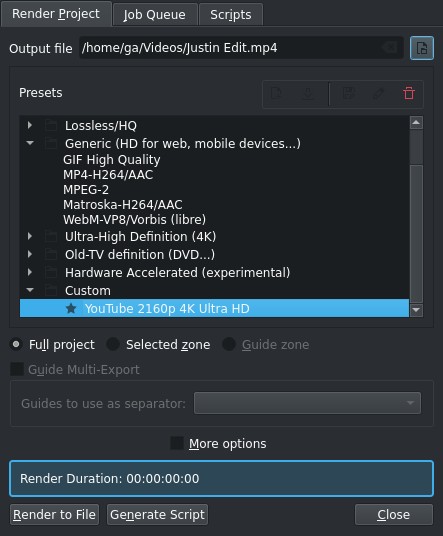 Render Project
Job Queue
Scripts
Output file
/home/ga/Videos/Justin Edit.mp4
Presets
Lossless/HQ
Generic (HD for web, mobile devices...)
GIF High Quality
MP4-H264/AAC
MPEG-2
Matroska-H264/AAC
WebM-VP8/Vorbis (libre)
Ultra-High Definition (4K)
Old-TV definition (DVD...)
Hardware Accelerated (experimental)
Custom
YouTube 2160p 4K Ultra HD
Full project
Selected zone
Guide zone
Guide Multi-Export
Guides to use as separator:
More options
Render Duration: 00:00:00:00
Render to File
Generate Script
Close